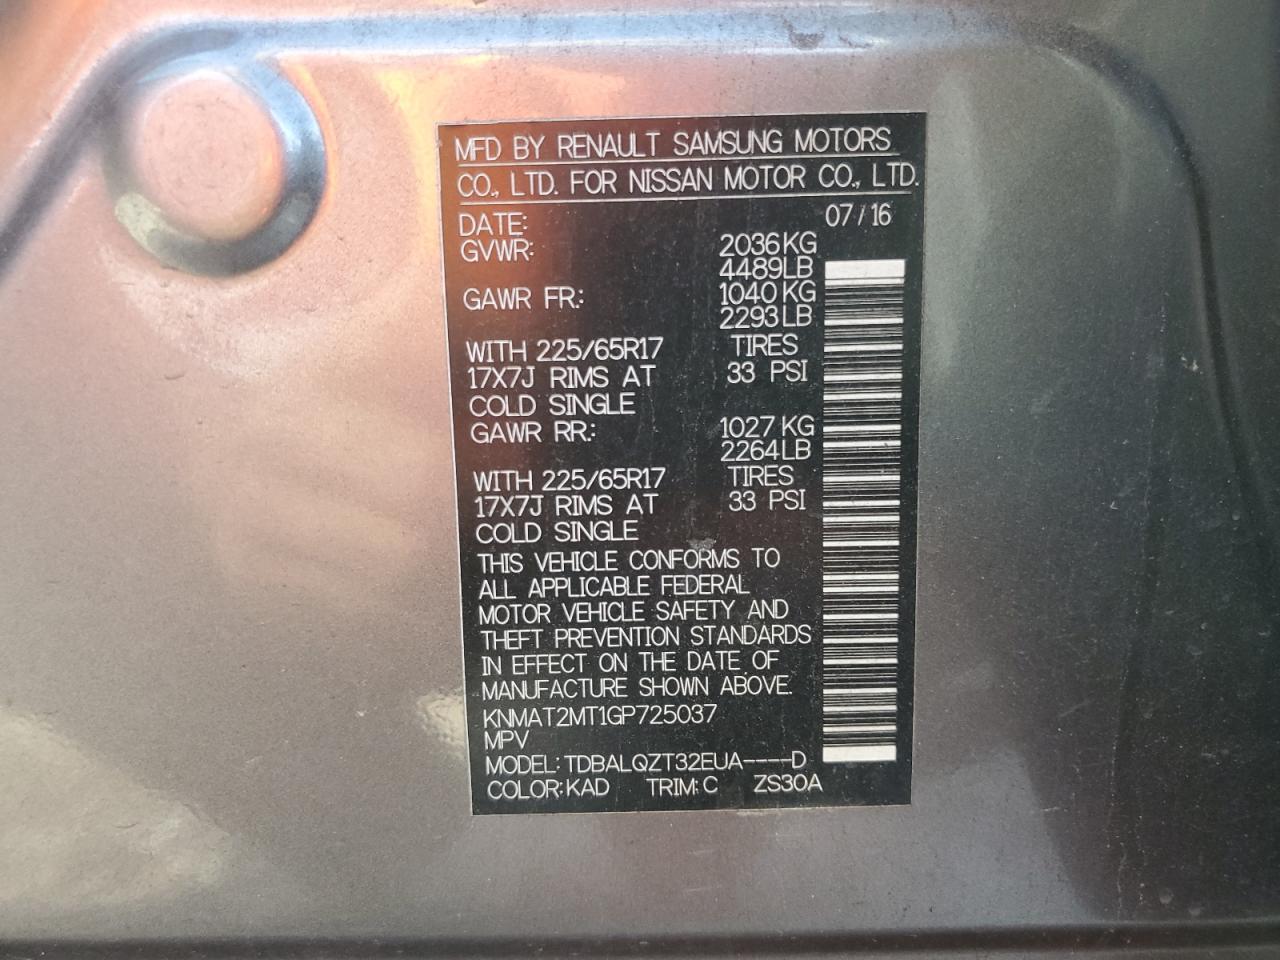 MFD BY RENAULT SAMSUNG MOTORS
CO., LTD. FOR NISSAN MOTOR CO., LTD.
DATE: 07/16
GVWR: 2036KG
4489LB
GAWR FR: 1040KG
2293LB
WITH 225/65R17 TIRES
17X7J RIMS AT 33 PSI
COLD SINGLE
GAWR RR: 1027KG
2264LB
WITH 225/65R17 TIRES
17X7J RIMS AT 33 PSI
COLD SINGLE
THIS VEHICLE CONFORMS TO
ALL APPLICABLE FEDERAL
MOTOR VEHICLE SAFETY AND
THEFT PREVENTION STANDARDS
IN EFFECT ON THE DATE OF
MANUFACTURE SHOWN ABOVE.
KNMAT2MT1GP725037
MPV
MODEL: TDBALQZT32EUA----D
COLOR: KAD TRIM: C ZS30A